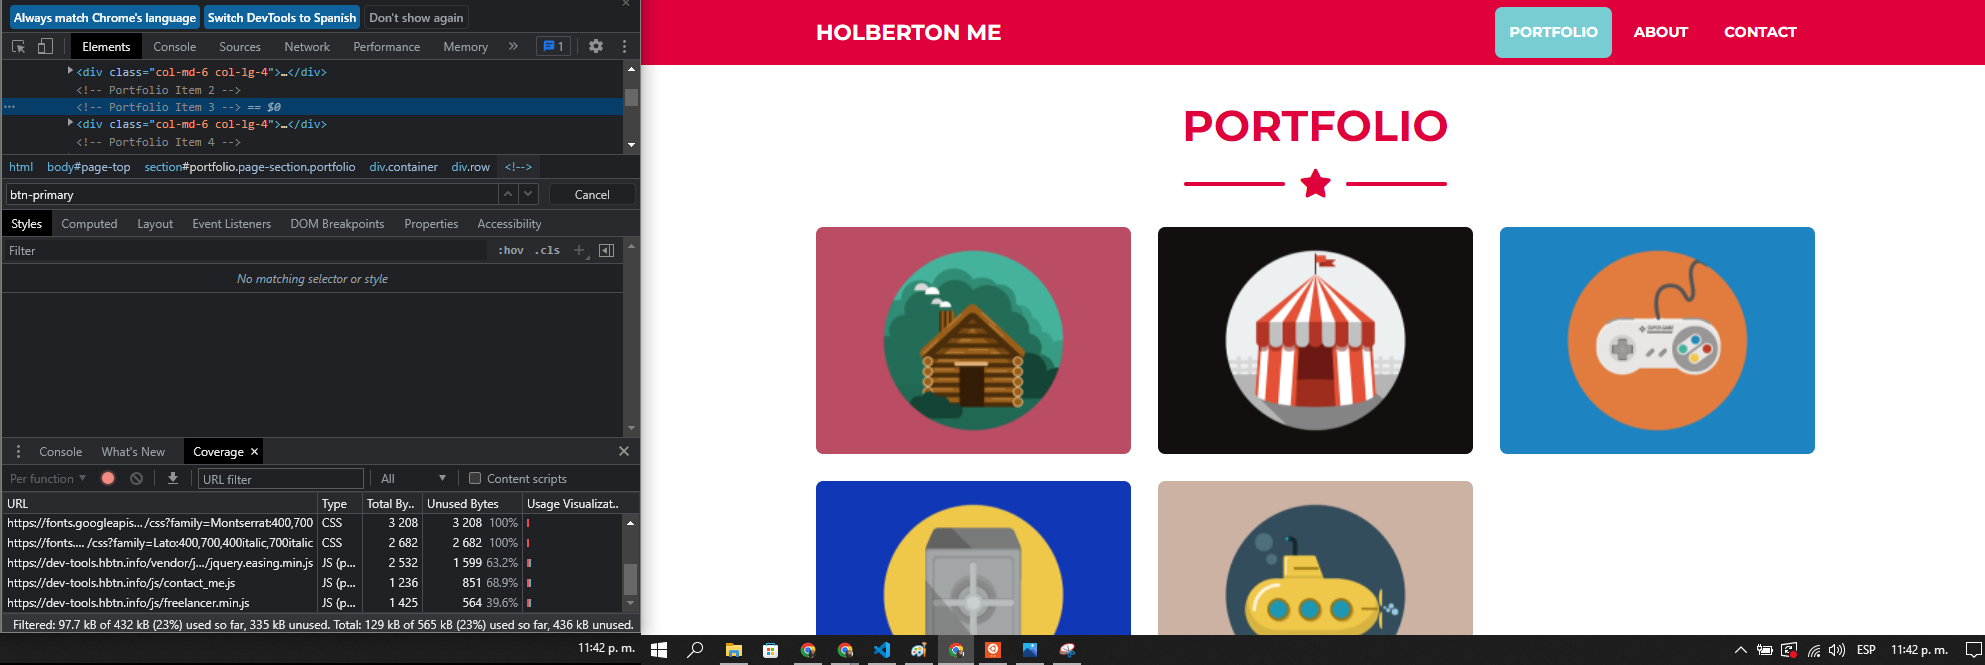 Always match Chrome's language Switch DevTools to Spanish Don't show again
Elements Console Sources Network Performance Memory » 1
<div class="col-md-6 col-lg-4">…</div>
<!-- Portfolio Item 2 -->
<!-- Portfolio Item 3 --> == $0
<div class="col-md-6 col-lg-4">…</div>
<!-- Portfolio Item 4 -->
html body#page-top section#portfolio.page-section.portfolio div.container div.row <!-->
btn-primary Cancel
Styles Computed Layout Event Listeners DOM Breakpoints Properties Accessibility
Filter :hov .cls +
No matching selector or style
Console What's New Coverage ×
Per function URL filter All Content scripts
URL Type Total By.. Unused Bytes Usage Visualizat..
https://fonts.googleapis… /css?family=Montserrat:400,700 CSS 3 208 3 208 100%
https://fonts.… /css?family=Lato:400,700,400italic,700italic CSS 2 682 2 682 100%
https://dev-tools.hbtn.info/vendor/j…/jquery.easing.min.js JS (p… 2 532 1 599 63.2%
https://dev-tools.hbtn.info/js/contact_me.js JS (p… 1 236 851 68.9%
https://dev-tools.hbtn.info/js/freelancer.min.js JS (p… 1 425 564 39.6%
Filtered: 97.7 kB of 432 kB (23%) used so far, 335 kB unused. Total: 129 kB of 565 kB (23%) used so far, 436 kB unused.
HOLBERTON ME PORTFOLIO ABOUT CONTACT
PORTFOLIO
SUPER GAME
11:42 p. m. ESP 11:42 p. m.